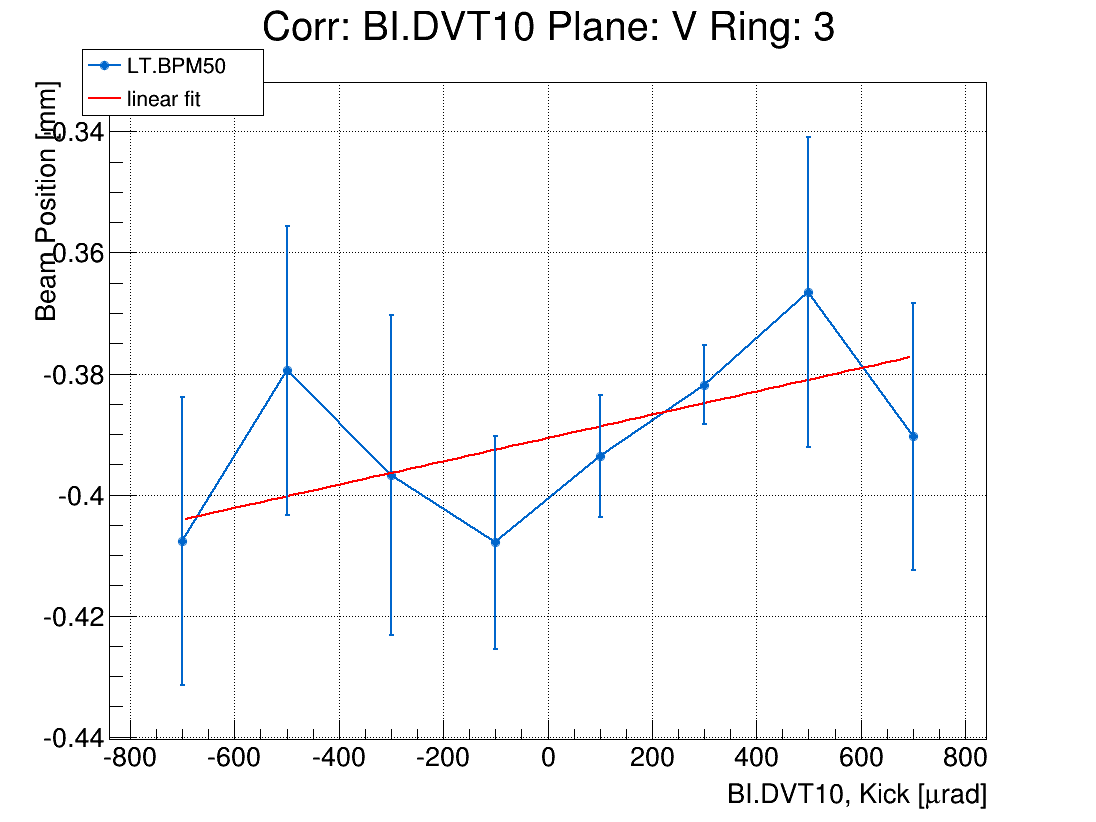 Corr: BI.DVT10 Plane: V Ring: 3
LT.BPM50
linear fit
Beam Position [mm]
-0.34
-0.36
-0.38
-0.4
-0.42
-0.44
-800 -600 -400 -200 0 200 400 600 800
BI.DVT10, Kick [μrad]